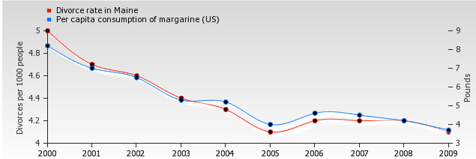 Divorce rate in Maine
Per capita consumption of margarine (US)
Divorces per 1000 people
5
4.8
4.6
4.4
4.2
4
Pounds
9
8
7
6
5
4
3
2000 2001 2002 2003 2004 2005 2006 2007 2008 2009